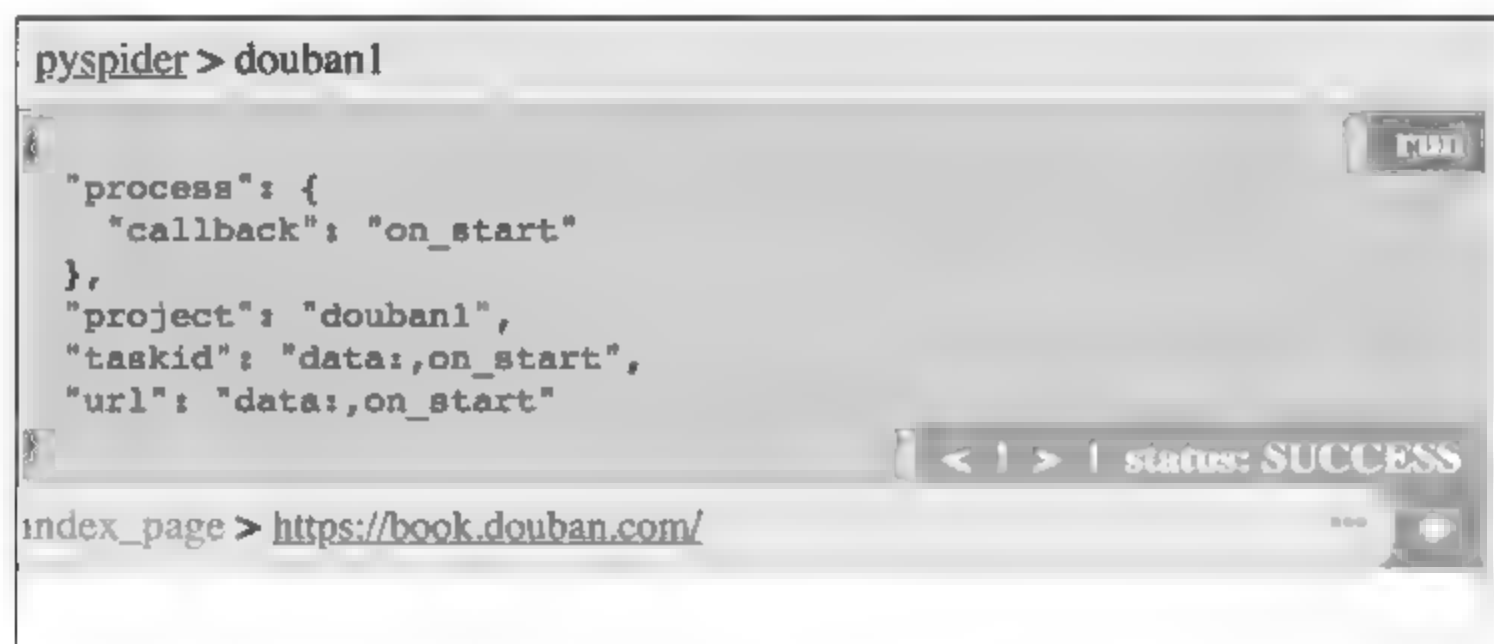 pyspider > douban1
{
run
"process": {
"callback": "on_start"
},
"project": "douban1",
"taskid": "data:,on_start",
"url": "data:,on_start"
}
< | > | status: SUCCESS
index_page > https://book.douban.com/
...